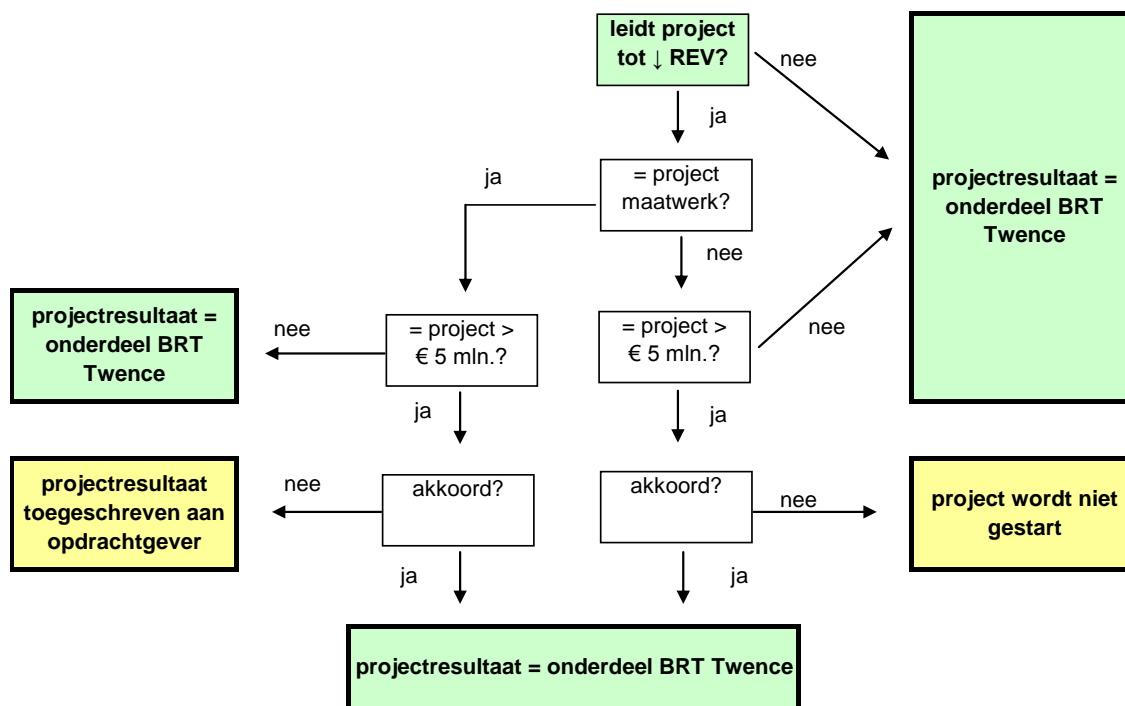 leidt project
tot ↓ REV?
nee
ja
projectresultaat =
onderdeel BRT
Twence
ja
= project
maatwerk?
nee
projectresultaat =
onderdeel BRT
Twence
nee
= project >
€ 5 mln.?
= project >
€ 5 mln.?
nee
ja
ja
projectresultaat
toegeschreven aan
opdrachtgever
nee
akkoord?
akkoord?
nee
project wordt niet
gestart
ja
ja
projectresultaat = onderdeel BRT Twence